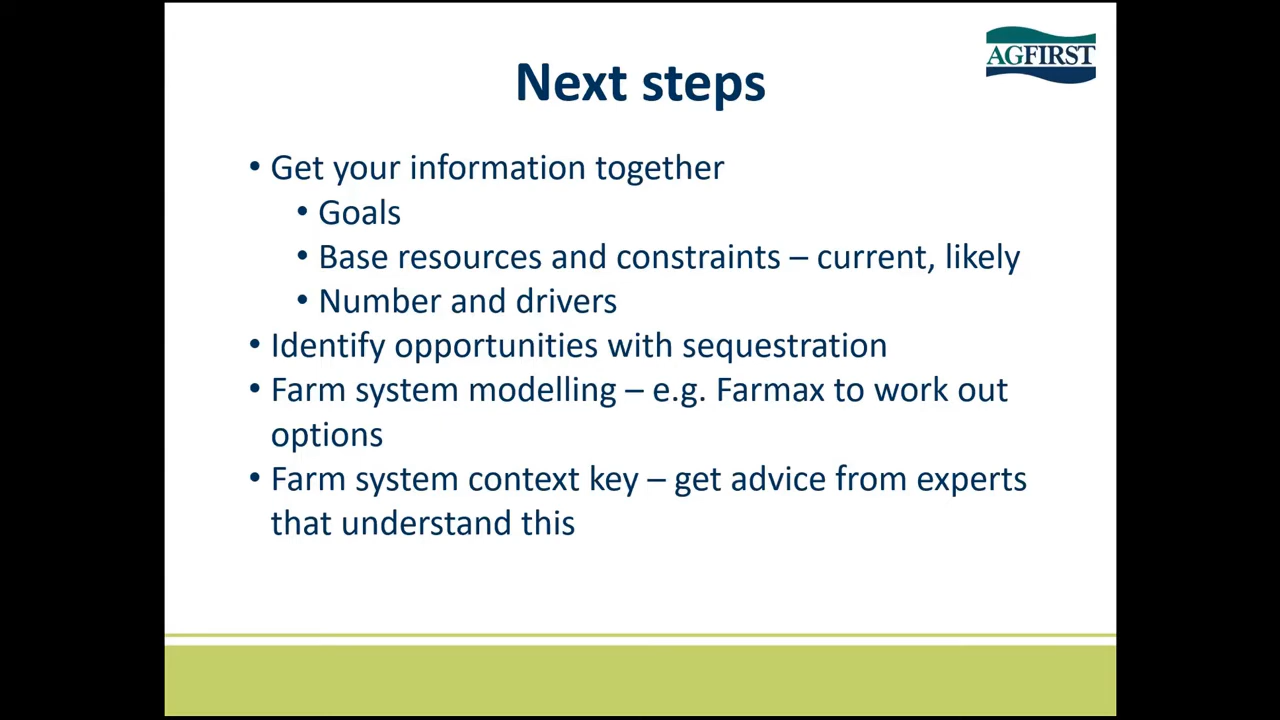 AGFIRST
Next steps
• Get your information together
• Goals
• Base resources and constraints – current, likely
• Number and drivers
• Identify opportunities with sequestration
• Farm system modelling – e.g. Farmax to work out
options
• Farm system context key – get advice from experts
that understand this